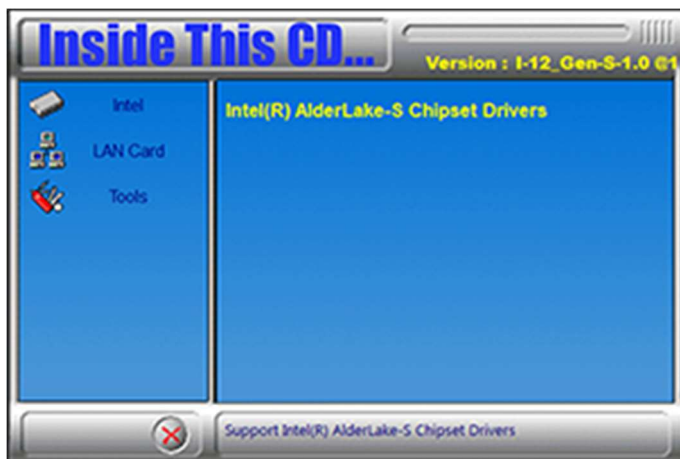 Inside This CD...
Version : I-12_Gen-S-1.0 @1
Intel
LAN Card
Tools
Intel(R) AlderLake-S Chipset Drivers
Support Intel(R) AlderLake-S Chipset Drivers